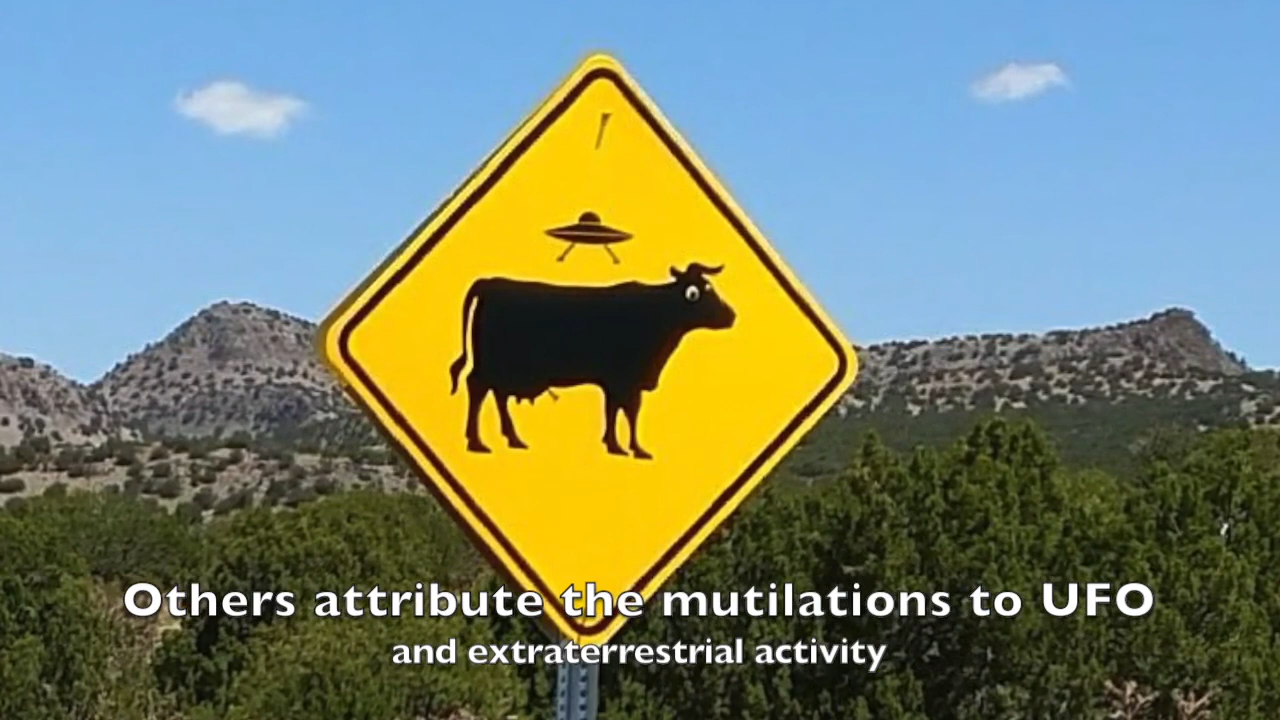 Others attribute the mutilations to UFO
and extraterrestrial activity